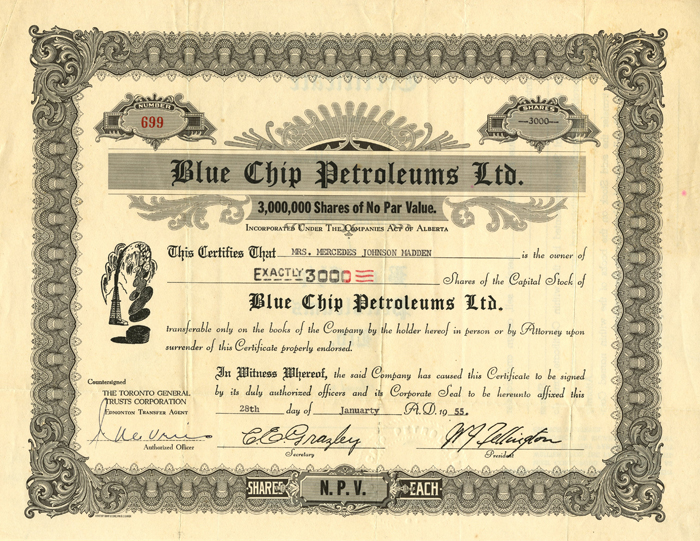 NUMBER
699
SHARES
3000
Blue Chip Petroleums Ltd.
3,000,000 Shares of No Par Value.
Incorporated Under The Companies Act of Alberta
This Certifies That MRS. MERCEDES JOHNSON MADDEN is the owner of
EXACTLY 3000 Shares of the Capital Stock of
Blue Chip Petroleums Ltd.
transferable only on the books of the Company by the holder hereof in person or by Attorney upon
surrender of this Certificate properly endorsed.
In Witness Whereof, the said Company has caused this Certificate to be signed
by its duly authorized officers and its Corporate Seal to be hereunto affixed this
28th day of Januarty A.D. 1955.
Countersigned
THE TORONTO GENERAL
TRUSTS CORPORATION
Edmonton Transfer Agent
Authorized Officer
Secretary
President
SHARES N.P.V. EACH